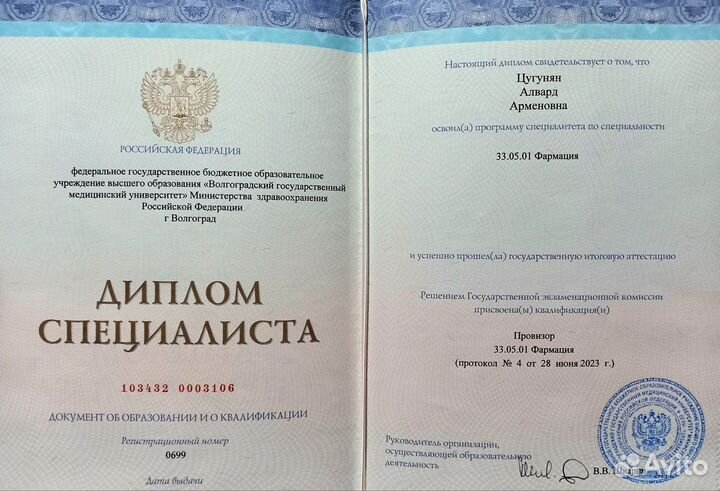 РОССИЙСКАЯ ФЕДЕРАЦИЯ
федеральное государственное бюджетное образовательное
учреждение высшего образования «Волгоградский государственный
медицинский университет» Министерства здравоохранения
Российской Федерации
г Волгоград
ДИПЛОМ
СПЕЦИАЛИСТА
103432 0003106
ДОКУМЕНТ ОБ ОБРАЗОВАНИИ И О КВАЛИФИКАЦИИ
Регистрационный номер
0699
Дата выдачи
Настоящий диплом свидетельствует о том, что
Цугунян
Алвард
Арменовна
освоил(а) программу специалитета по специальности
33.05.01 Фармация
и успешно прошел(ла) государственную итоговую аттестацию
Решением Государственной экзаменационной комиссии
присвоена(ы) квалификация(и)
Провизор
33.05.01 Фармация
(протокол № 4 от 28 июня 2023 г.)
Руководитель организации,
осуществляющей образовательную
деятельность
В.В.
Avito